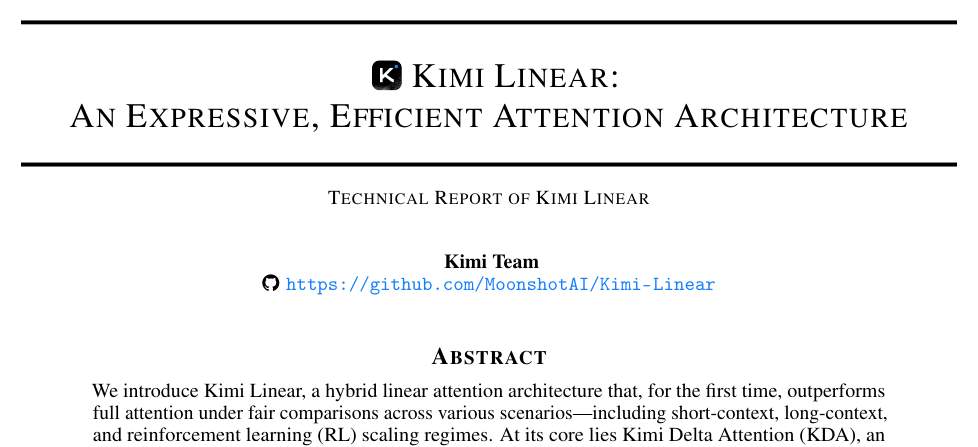 KIMI LINEAR:
AN EXPRESSIVE, EFFICIENT ATTENTION ARCHITECTURE
TECHNICAL REPORT OF KIMI LINEAR
Kimi Team
https://github.com/MoonshotAI/Kimi-Linear
ABSTRACT
We introduce Kimi Linear, a hybrid linear attention architecture that, for the first time, outperforms
full attention under fair comparisons across various scenarios—including short-context, long-context,
and reinforcement learning (RL) scaling regimes. At its core lies Kimi Delta Attention (KDA), an